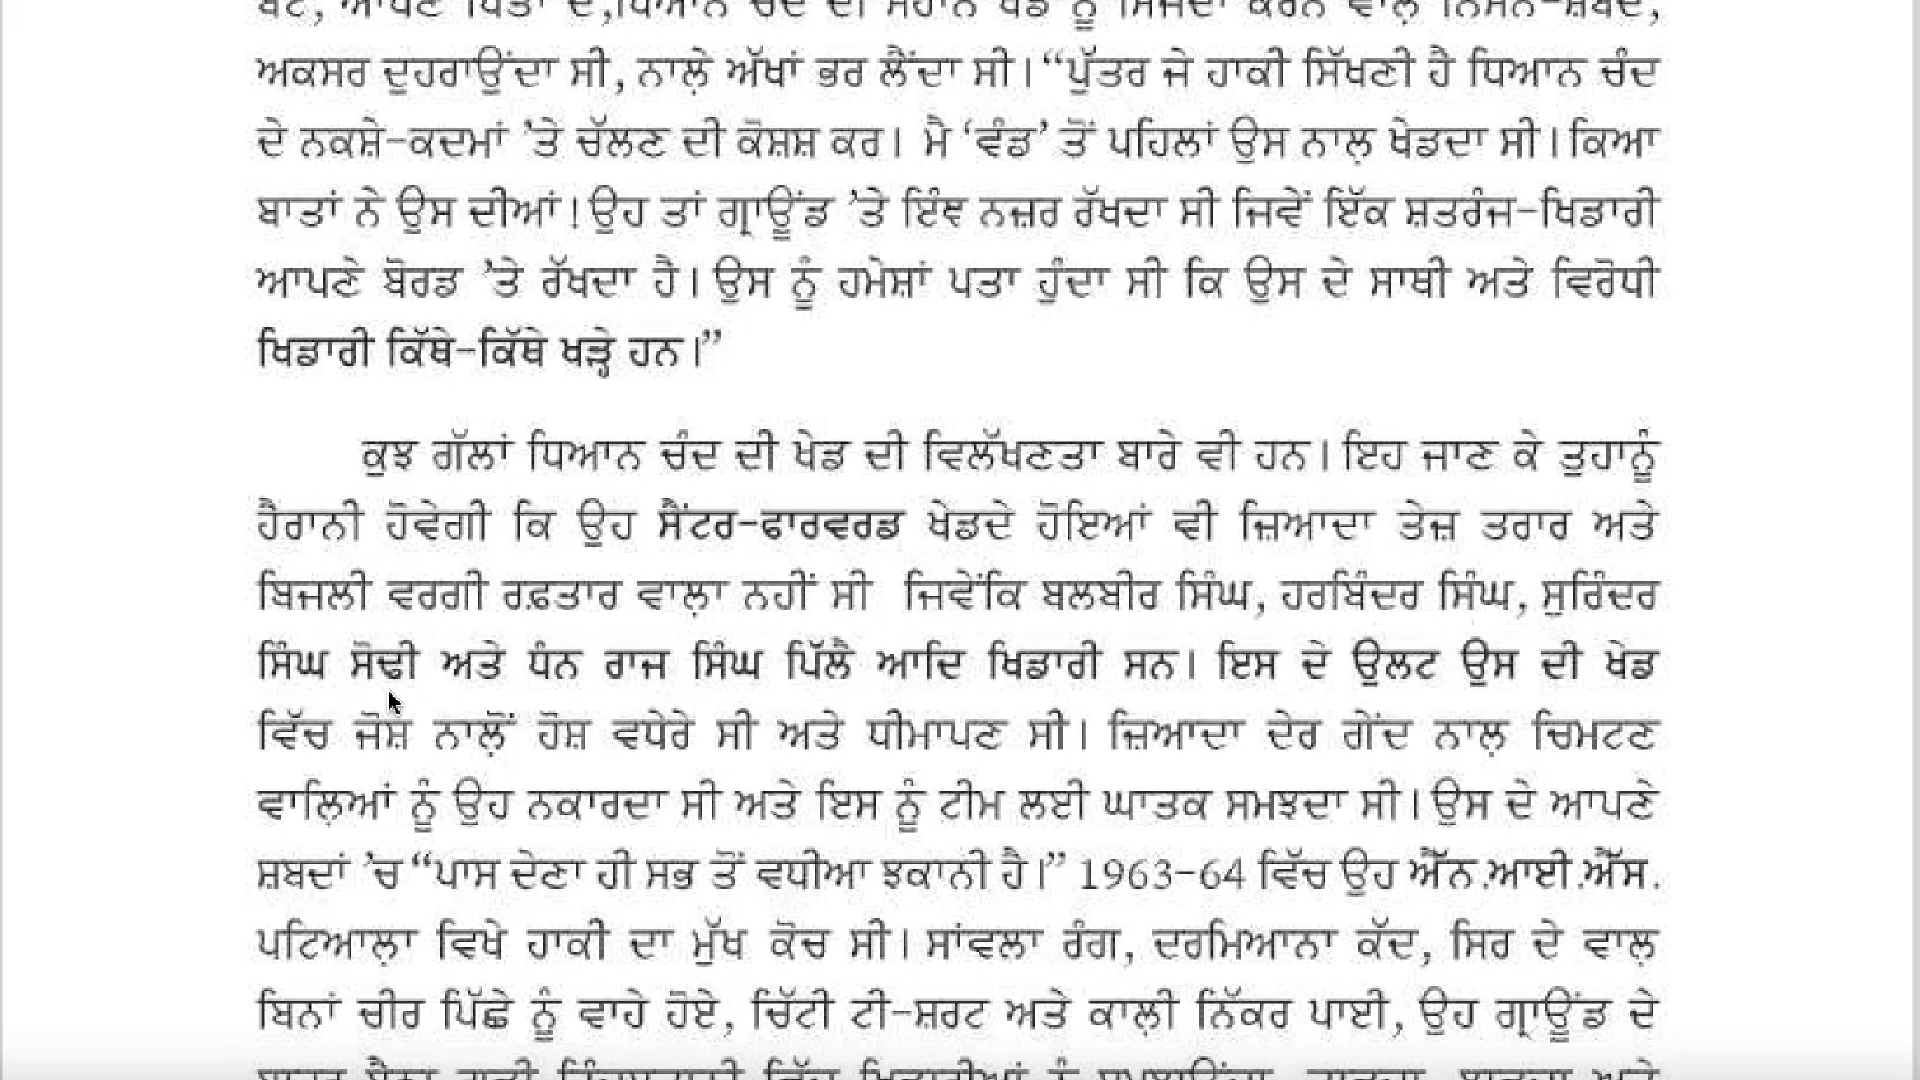 ਅਕਸਰ ਦੁਹਰਾਉਂਦਾ ਸੀ, ਨਾਲ਼ੇ ਅੱਖਾਂ ਭਰ ਲੈਂਦਾ ਸੀ। “ਪੁੱਤਰ ਜੇ ਹਾਕੀ ਸਿੱਖਣੀ ਹੈ ਧਿਆਨ ਚੰਦ
ਦੇ ਨਕਸ਼ੇ-ਕਦਮਾਂ ’ਤੇ ਚੱਲਣ ਦੀ ਕੋਸ਼ਸ਼ ਕਰ। ਮੈ ‘ਵੰਡ’ ਤੋਂ ਪਹਿਲਾਂ ਉਸ ਨਾਲ਼ ਖੇਡਦਾ ਸੀ। ਕਿਆ
ਬਾਤਾਂ ਨੇ ਉਸ ਦੀਆਂ! ਉਹ ਤਾਂ ਗ੍ਰਾਊਂਡ ’ਤੇ ਇੰਞ ਨਜ਼ਰ ਰੱਖਦਾ ਸੀ ਜਿਵੇਂ ਇੱਕ ਸ਼ਤਰੰਜ-ਖਿਡਾਰੀ
ਆਪਣੇ ਬੋਰਡ ’ਤੇ ਰੱਖਦਾ ਹੈ। ਉਸ ਨੂੰ ਹਮੇਸ਼ਾਂ ਪਤਾ ਹੁੰਦਾ ਸੀ ਕਿ ਉਸ ਦੇ ਸਾਥੀ ਅਤੇ ਵਿਰੋਧੀ
ਖਿਡਾਰੀ ਕਿੱਥੇ-ਕਿੱਥੇ ਖੜ੍ਹੇ ਹਨ।”
ਕੁਝ ਗੱਲਾਂ ਧਿਆਨ ਚੰਦ ਦੀ ਖੇਡ ਦੀ ਵਿਲੱਖਣਤਾ ਬਾਰੇ ਵੀ ਹਨ। ਇਹ ਜਾਣ ਕੇ ਤੁਹਾਨੂੰ
ਹੈਰਾਨੀ ਹੋਵੇਗੀ ਕਿ ਉਹ ਸੈਂਟਰ-ਫਾਰਵਰਡ ਖੇਡਦੇ ਹੋਇਆਂ ਵੀ ਜ਼ਿਆਦਾ ਤੇਜ਼ ਤਰਾਰ ਅਤੇ
ਬਿਜਲੀ ਵਰਗੀ ਰਫ਼ਤਾਰ ਵਾਲ਼ਾ ਨਹੀਂ ਸੀ ਜਿਵੇਂਕਿ ਬਲਬੀਰ ਸਿੰਘ, ਹਰਬਿੰਦਰ ਸਿੰਘ, ਸੁਰਿੰਦਰ
ਸਿੰਘ ਸੋਢੀ ਅਤੇ ਧੰਨ ਰਾਜ ਸਿੰਘ ਪਿੱਲੈ ਆਦਿ ਖਿਡਾਰੀ ਸਨ। ਇਸ ਦੇ ਉਲਟ ਉਸ ਦੀ ਖੇਡ
ਵਿੱਚ ਜੋਸ਼ ਨਾਲ਼ੋਂ ਹੋਸ਼ ਵਧੇਰੇ ਸੀ ਅਤੇ ਧੀਮਾਪਣ ਸੀ। ਜ਼ਿਆਦਾ ਦੇਰ ਗੇਂਦ ਨਾਲ਼ ਚਿਮਟਣ
ਵਾਲ਼ਿਆਂ ਨੂੰ ਉਹ ਨਕਾਰਦਾ ਸੀ ਅਤੇ ਇਸ ਨੂੰ ਟੀਮ ਲਈ ਘਾਤਕ ਸਮਝਦਾ ਸੀ। ਉਸ ਦੇ ਆਪਣੇ
ਸ਼ਬਦਾਂ ’ਚ “ਪਾਸ ਦੇਣਾ ਹੀ ਸਭ ਤੋਂ ਵਧੀਆ ਝਕਾਨੀ ਹੈ।” 1963-64 ਵਿੱਚ ਉਹ ਐੱਨ.ਆਈ.ਐੱਸ.
ਪਟਿਆਲ਼ਾ ਵਿਖੇ ਹਾਕੀ ਦਾ ਮੁੱਖ ਕੋਚ ਸੀ। ਸਾਂਵਲਾ ਰੰਗ, ਦਰਮਿਆਨਾ ਕੱਦ, ਸਿਰ ਦੇ ਵਾਲ਼
ਬਿਨਾਂ ਚੀਰ ਪਿੱਛੇ ਨੂੰ ਵਾਹੇ ਹੋਏ, ਚਿੱਟੀ ਟੀ-ਸ਼ਰਟ ਅਤੇ ਕਾਲ਼ੀ ਨਿੱਕਰ ਪਾਈ, ਉਹ ਗ੍ਰਾਊਂਡ ਦੇ